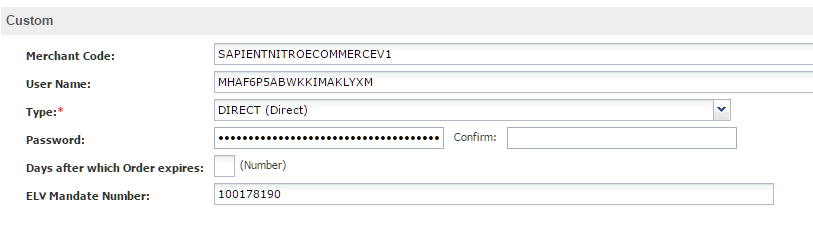 Custom
Merchant Code: SAPIENTNITROECOMMERCEV1
User Name: MHAF6P5ABWKKIMAKLYXM
Type:* DIRECT (Direct)
Password: •••••••••••••••••••••••••••••••••••• Confirm:
Days after which Order expires: (Number)
ELV Mandate Number: 100178190